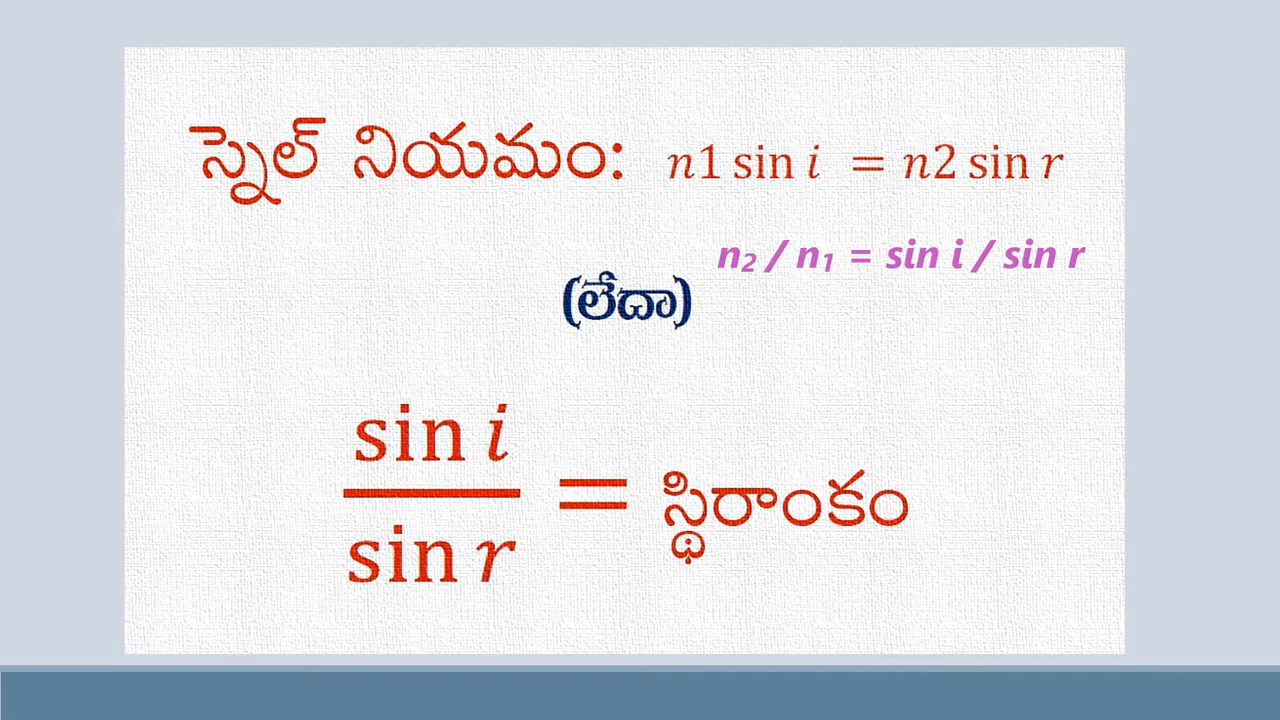 స్నెల్ నియమం: n1 sin i = n2 sin r
n₂ / n₁ = sin i / sin r
(లేదా)
sin i
= స్థిరాంకం
sin r